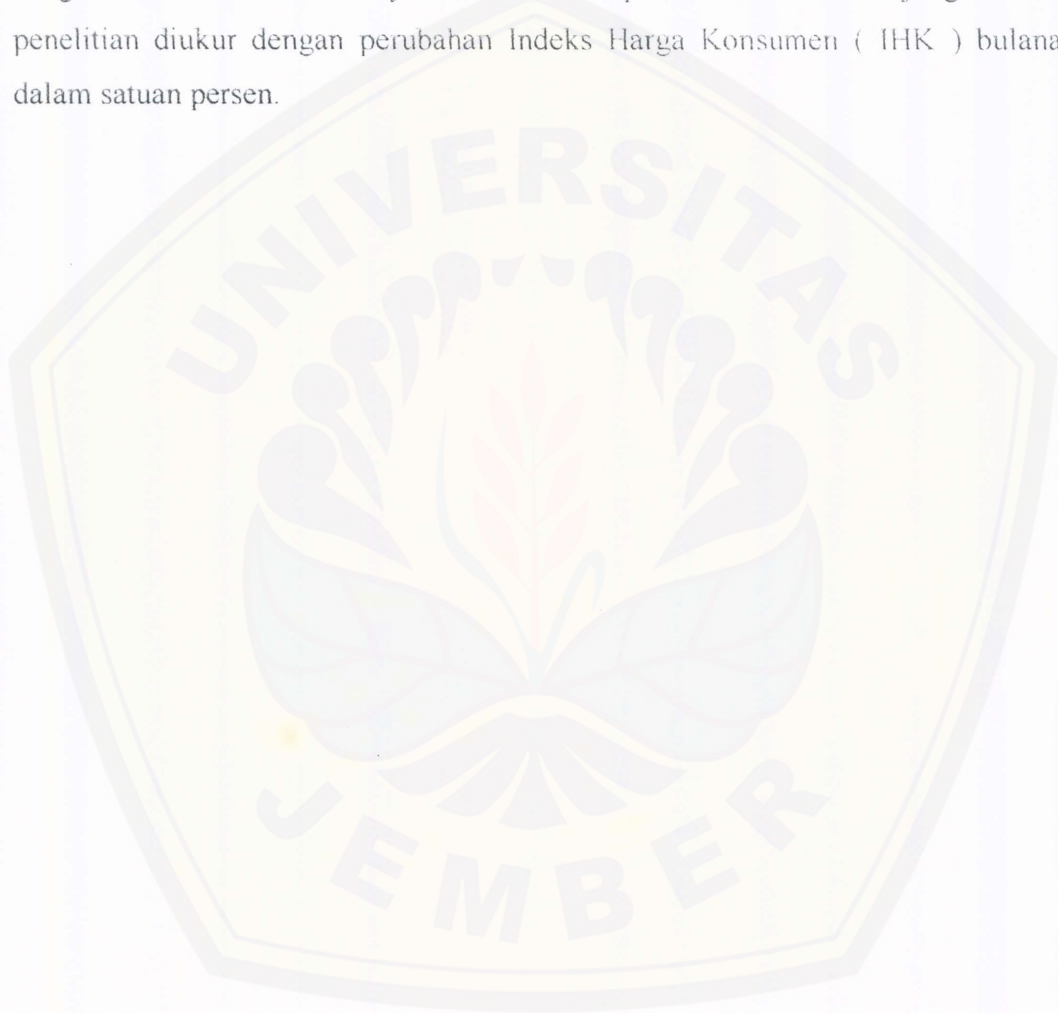 penelitian diukur dengan perubahan Indeks Harga Konsumen ( IHK ) bulana
dalam satuan persen.
UNIVERSITAS
JEMBER